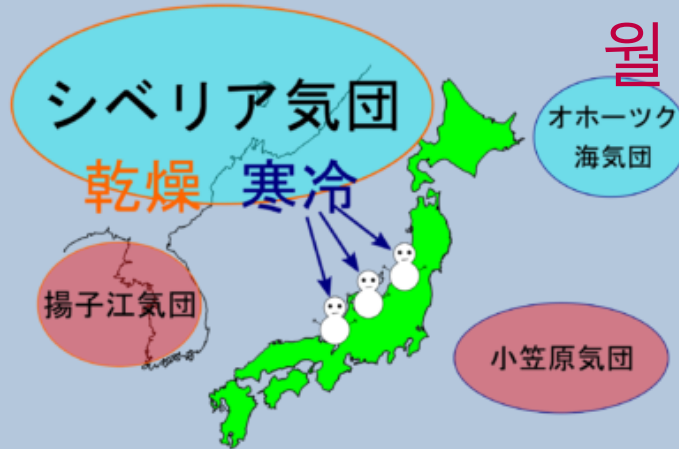 월
シベリア気団
オホーツク
海気団
乾燥 寒冷
揚子江気団
小笠原気団